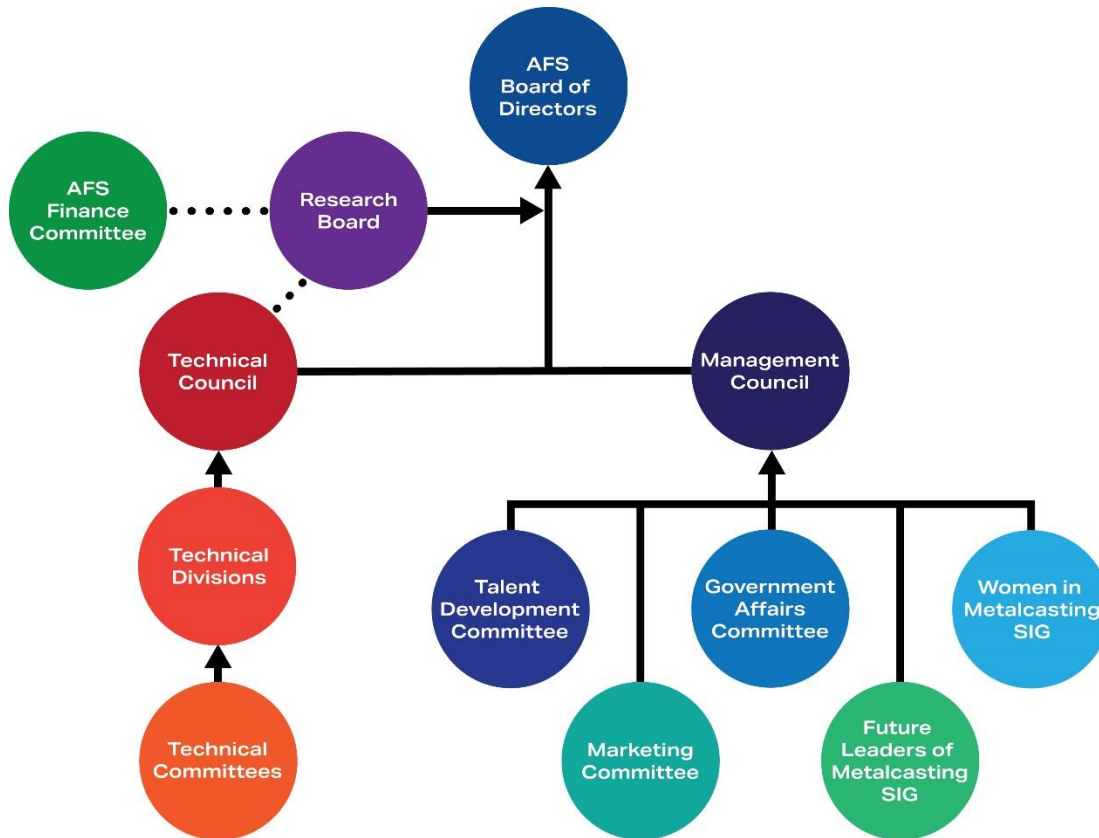 AFS
Board of
Directors
AFS
Finance
Committee
Research
Board
Technical
Council
Management
Council
Technical
Divisions
Talent
Development
Committee
Government
Affairs
Committee
Women in
Metalcasting
SIG
Technical
Committees
Marketing
Committee
Future
Leaders of
Metalcasting
SIG